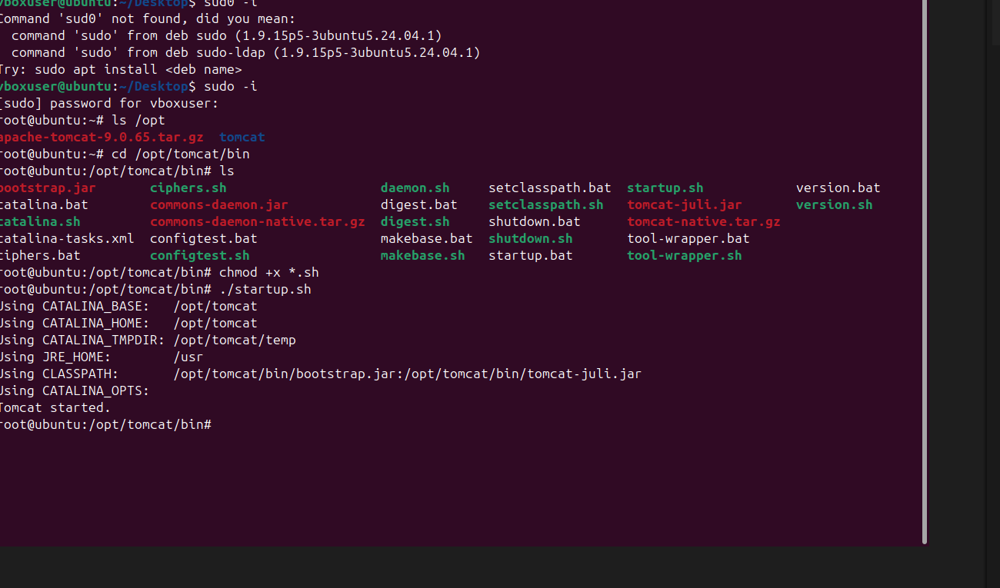 vboxuser@ubuntu:~/Desktop$ sud0 -i
Command 'sud0' not found, did you mean:
  command 'sudo' from deb sudo (1.9.15p5-3ubuntu5.24.04.1)
  command 'sudo' from deb sudo-ldap (1.9.15p5-3ubuntu5.24.04.1)
Try: sudo apt install <deb name>
vboxuser@ubuntu:~/Desktop$ sudo -i
[sudo] password for vboxuser:
root@ubuntu:~# ls /opt
apache-tomcat-9.0.65.tar.gz  tomcat
root@ubuntu:~# cd /opt/tomcat/bin
root@ubuntu:/opt/tomcat/bin# ls
bootstrap.jar       ciphers.sh                    daemon.sh     setclasspath.bat  startup.sh            version.bat
catalina.bat        commons-daemon.jar            digest.bat    setclasspath.sh   tomcat-juli.jar       version.sh
catalina.sh         commons-daemon-native.tar.gz  digest.sh     shutdown.bat      tomcat-native.tar.gz
catalina-tasks.xml  configtest.bat                makebase.bat  shutdown.sh       tool-wrapper.bat
ciphers.bat         configtest.sh                 makebase.sh   startup.bat       tool-wrapper.sh
root@ubuntu:/opt/tomcat/bin# chmod +x *.sh
root@ubuntu:/opt/tomcat/bin# ./startup.sh
Using CATALINA_BASE:   /opt/tomcat
Using CATALINA_HOME:   /opt/tomcat
Using CATALINA_TMPDIR: /opt/tomcat/temp
Using JRE_HOME:        /usr
Using CLASSPATH:       /opt/tomcat/bin/bootstrap.jar:/opt/tomcat/bin/tomcat-juli.jar
Using CATALINA_OPTS:
Tomcat started.
root@ubuntu:/opt/tomcat/bin#